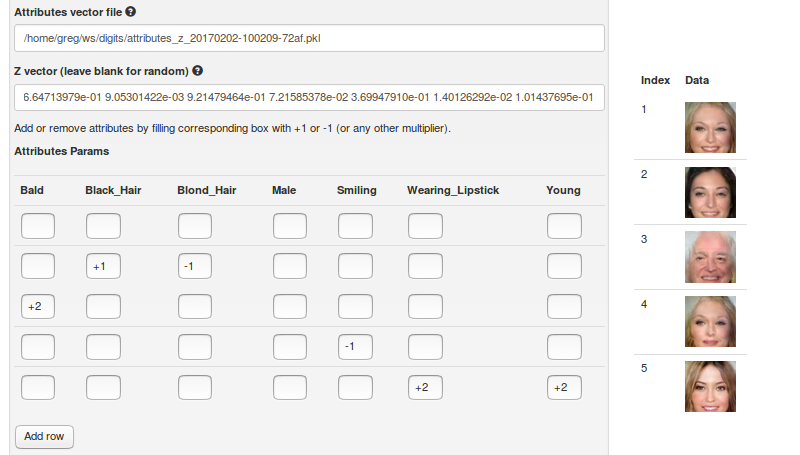 Attributes vector file
/home/greg/ws/digits/attributes_z_20170202-100209-72af.pkl
Z vector (leave blank for random)
6.64713979e-01 9.05301422e-03 9.21479464e-01 7.21585378e-02 3.69947910e-01 1.40126292e-02 1.01437695e-01
Add or remove attributes by filling corresponding box with +1 or -1 (or any other multiplier).
Attributes Params
Bald Black_Hair Blond_Hair Male Smiling Wearing_Lipstick Young
+1 -1
+2
-1
+2 +2
Add row
Index Data
1
2
3
4
5